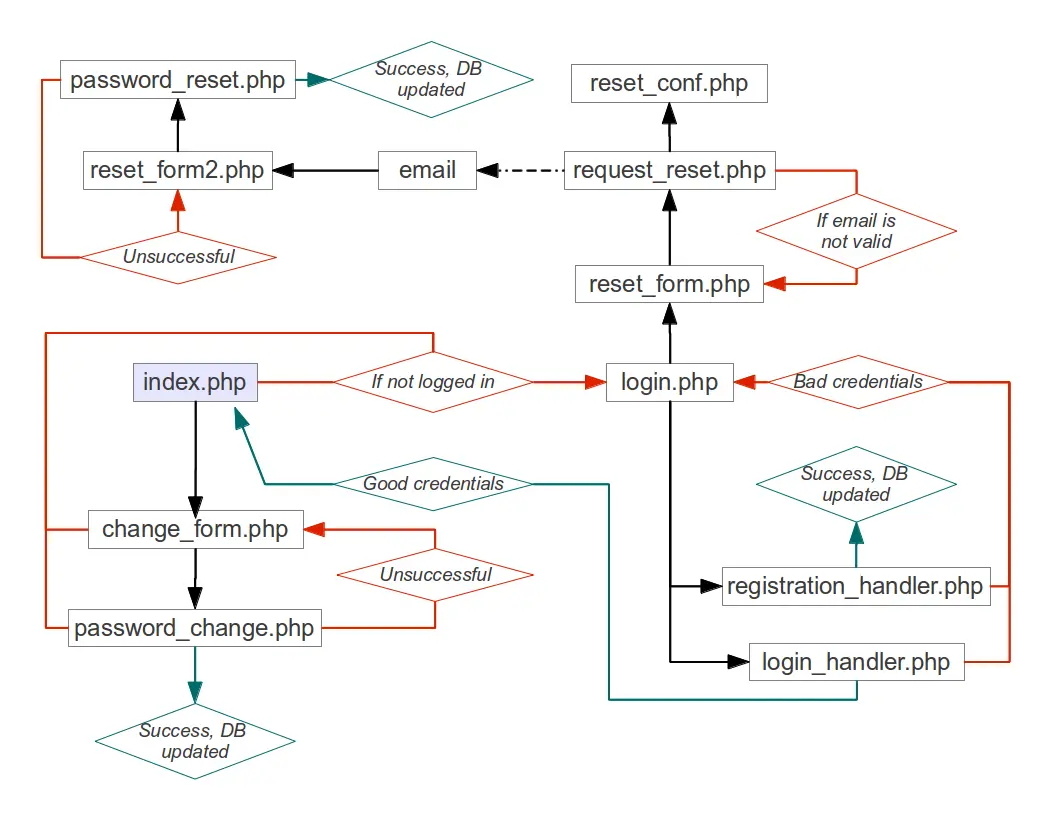 password_reset.php
Success, DB
updated
reset_conf.php
reset_form2.php
email
request_reset.php
If email is
not valid
Unsuccessful
reset_form.php
index.php
If not logged in
login.php
Bad credentials
Good credentials
Success, DB
updated
change_form.php
Unsuccessful
registration_handler.php
password_change.php
login_handler.php
Success, DB
updated